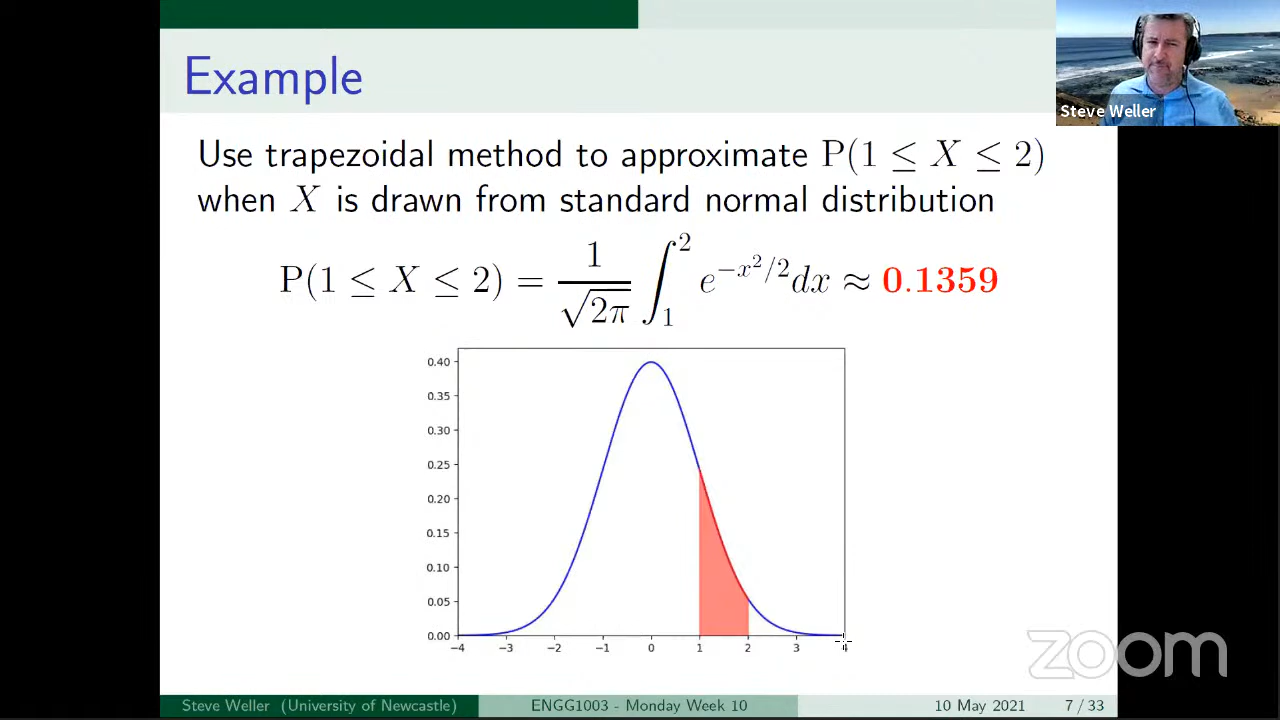 Example
Steve Weller
Use trapezoidal method to approximate P(1 ≤ X ≤ 2)
when X is drawn from standard normal distribution
P(1 ≤ X ≤ 2) = 1/√2π ∫₁² e^{−x²/2} dx ≈ 0.1359
0.40
0.35
0.30
0.25
0.20
0.15
0.10
0.05
0.00
−4 −3 −2 −1 0 1 2 3 4
zoom
Steve Weller (University of Newcastle) ENGG1003 - Monday Week 10 10 May 2021 7 / 33